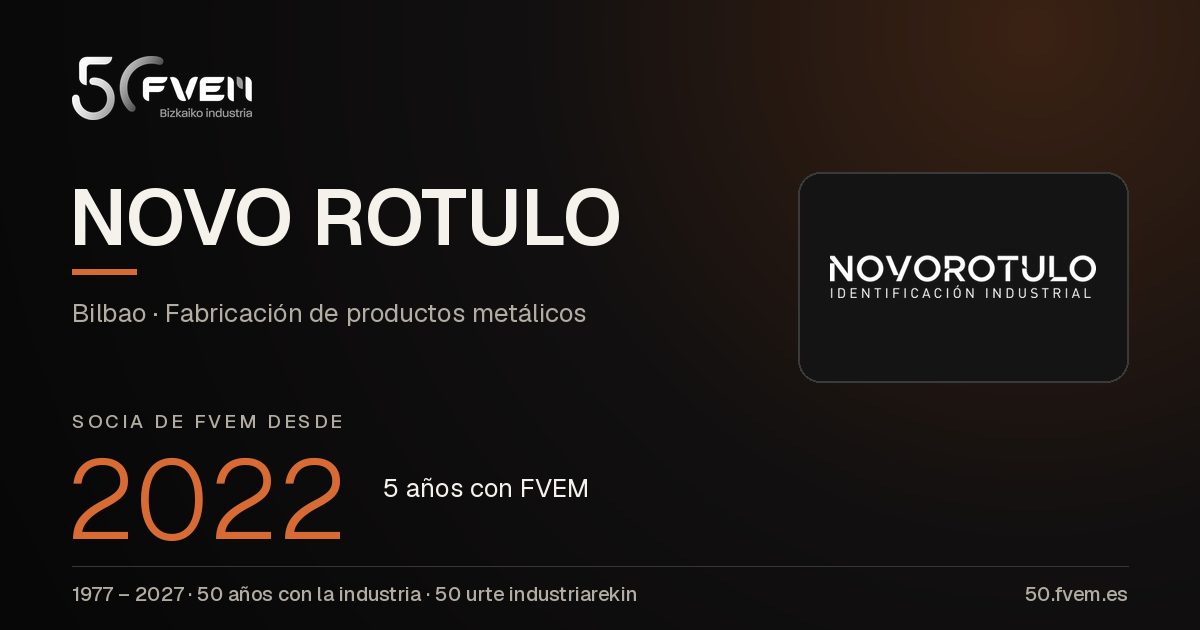 50 FVEM
Bizkaiko industria
NOVO ROTULO
Bilbao · Fabricación de productos metálicos
NOVOROTULO
IDENTIFICACIÓN INDUSTRIAL
SOCIA DE FVEM DESDE
2022
5 años con FVEM
1977 – 2027 · 50 años con la industria · 50 urte industriarekin
50.fvem.es